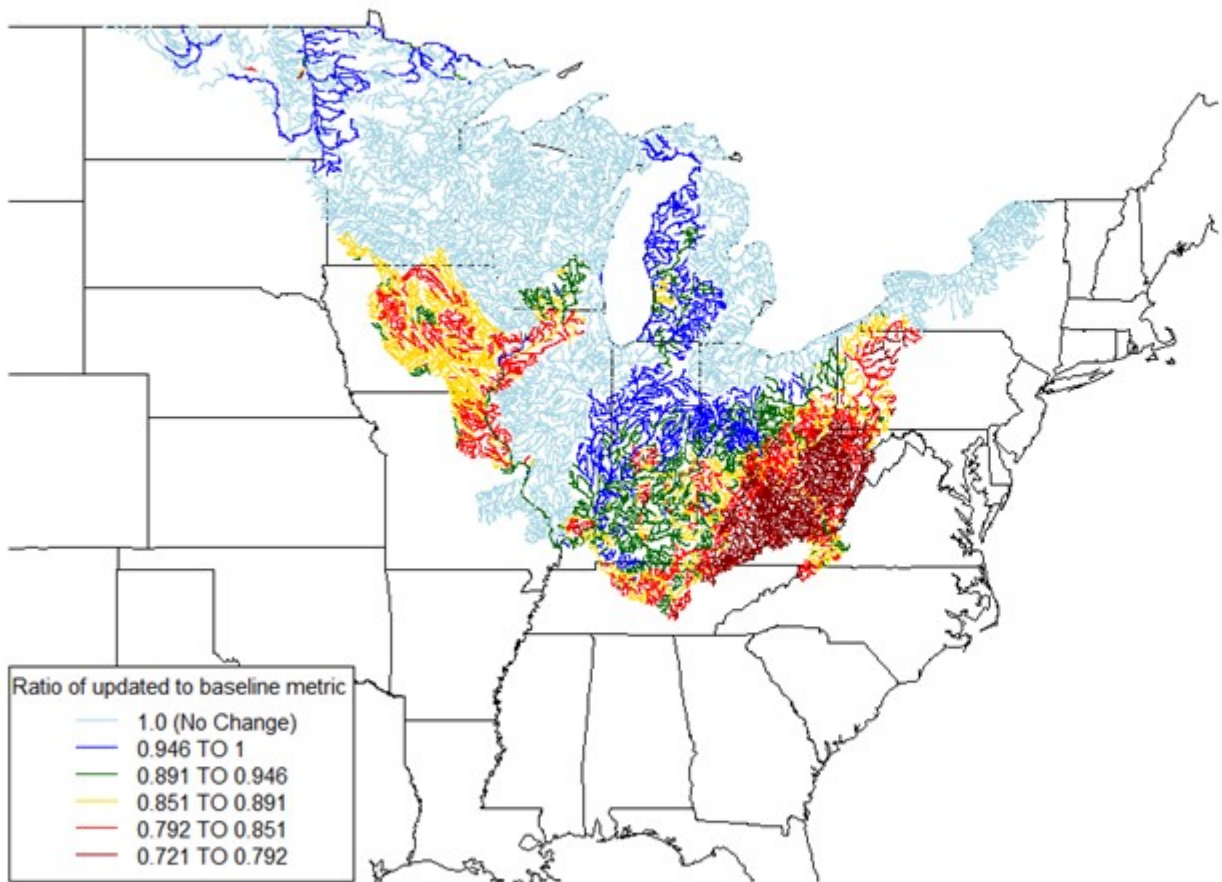 Ratio of updated to baseline metric
1.0 (No Change)
0.946 TO 1
0.891 TO 0.946
0.851 TO 0.891
0.792 TO 0.851
0.721 TO 0.792